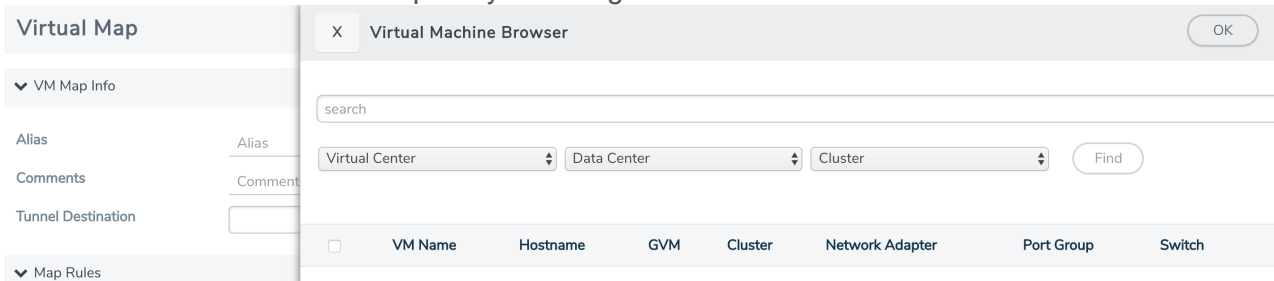 Virtual Map
X Virtual Machine Browser OK
VM Map Info
search
Alias Alias
Virtual Center Data Center Cluster Find
Comments Comment
Tunnel Destination
VM Name Hostname GVM Cluster Network Adapter Port Group Switch
Map Rules